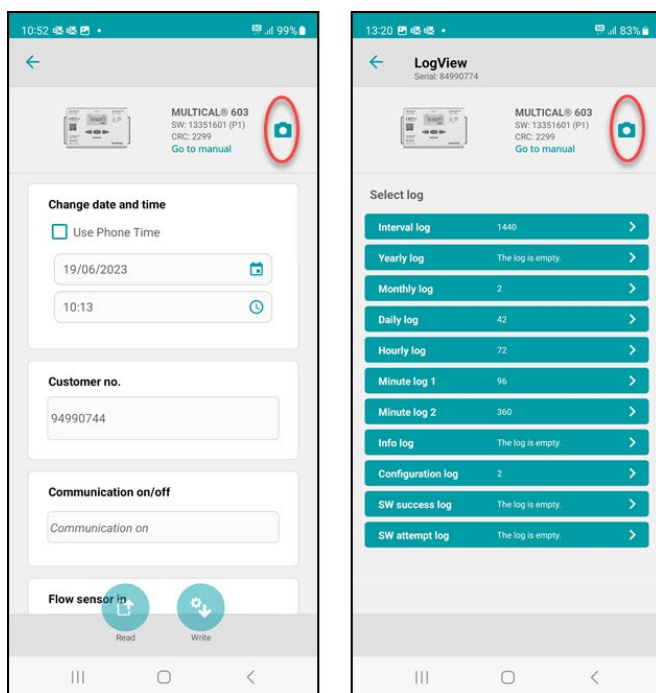 10:52
99%
MULTICAL® 603
SW: 13351601 (P1)
CRC: 2299
Go to manual
Change date and time
Use Phone Time
19/06/2023
10:13
Customer no.
94990744
Communication on/off
Communication on
Flow sensor in
Read
Write
13:20
83%
LogView
Serial: 84990774
MULTICAL® 603
SW: 13351601 (P1)
CRC: 2299
Go to manual
Select log
Interval log 1440
Yearly log The log is empty.
Monthly log 2
Daily log 42
Hourly log 72
Minute log 1 96
Minute log 2 360
Info log The log is empty.
Configuration log 2
SW success log The log is empty.
SW attempt log The log is empty.